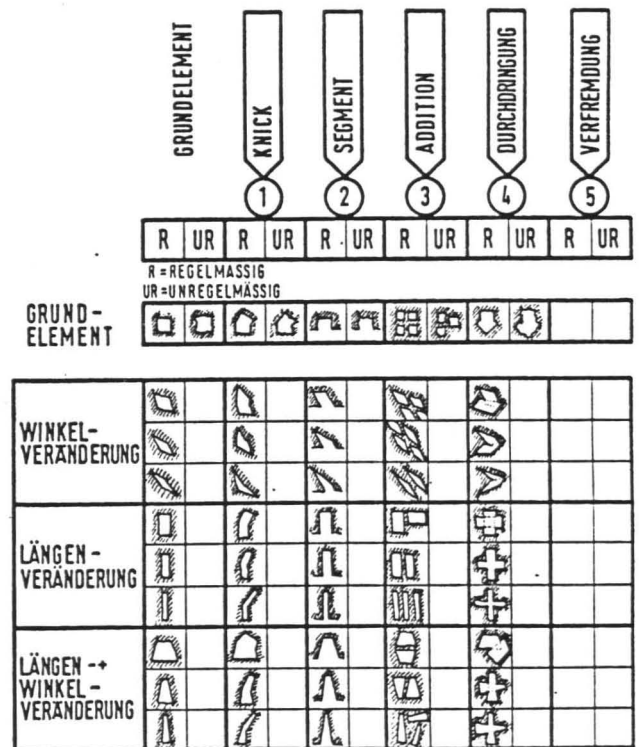 GRUNDELEMENT
KNICK
SEGMENT
ADDITION
DURCHDRINGUNG
VERFREMDUNG
1 2 3 4 5
R UR R UR R UR R UR R UR R UR
R = REGELMASSIG
UR = UNREGELMÄSSIG
GRUND-
ELEMENT
WINKEL-
VERÄNDERUNG
LÄNGEN-
VERÄNDERUNG
LÄNGEN-+
WINKEL-
VERÄNDERUNG